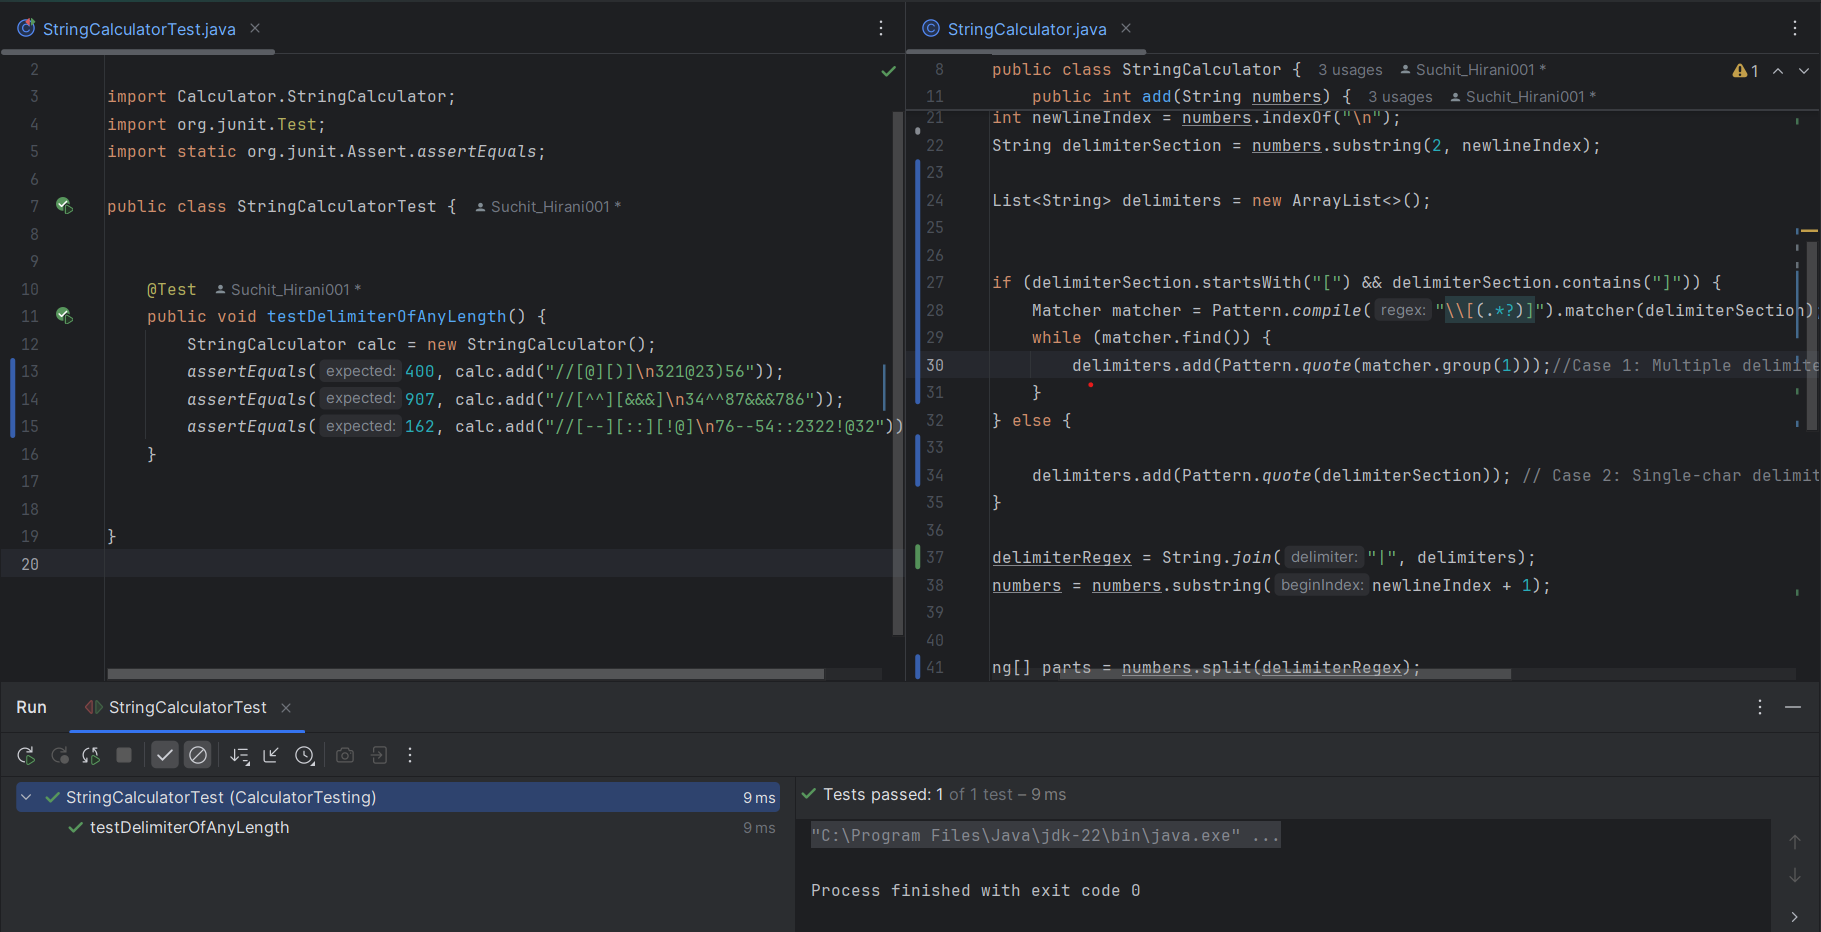 StringCalculatorTest.java
2
3 import Calculator.StringCalculator;
4 import org.junit.Test;
5 import static org.junit.Assert.assertEquals;
6
7 public class StringCalculatorTest { Suchit_Hirani001 *
8
9
10 @Test Suchit_Hirani001 *
11 public void testDelimiterOfAnyLength() {
12 StringCalculator calc = new StringCalculator();
13 assertEquals( expected: 400, calc.add("//[@][)]\n321@23)56"));
14 assertEquals( expected: 907, calc.add("//[^^][&&&]\n34^^87&&&786"));
15 assertEquals( expected: 162, calc.add("//[--][::][!@]\n76--54::2322!@32"))
16 }
17
18
19 }
20
StringCalculator.java
8 public class StringCalculator { 3 usages Suchit_Hirani001 *
1
11 public int add(String numbers) { 3 usages Suchit_Hirani001 *
21 int newlineIndex = numbers.indexOf("\n");
22 String delimiterSection = numbers.substring(2, newlineIndex);
23
24 List<String> delimiters = new ArrayList<>();
25
26
27 if (delimiterSection.startsWith("[") && delimiterSection.contains("]")) {
28 Matcher matcher = Pattern.compile( regex: "\\[(.*?)]").matcher(delimiterSection);
29 while (matcher.find()) {
30 delimiters.add(Pattern.quote(matcher.group(1)));//Case 1: Multiple delimite
31 }
32 } else {
33
34 delimiters.add(Pattern.quote(delimiterSection)); // Case 2: Single-char delimit
35 }
36
37 delimiterRegex = String.join( delimiter: "|", delimiters);
38 numbers = numbers.substring( beginIndex: newlineIndex + 1);
39
40
41 ng[] parts = numbers.split(delimiterRegex);
Run StringCalculatorTest
StringCalculatorTest (CalculatorTesting) 9 ms
testDelimiterOfAnyLength 9 ms
Tests passed: 1 of 1 test – 9 ms
"C:\Program Files\Java\jdk-22\bin\java.exe" ...
Process finished with exit code 0